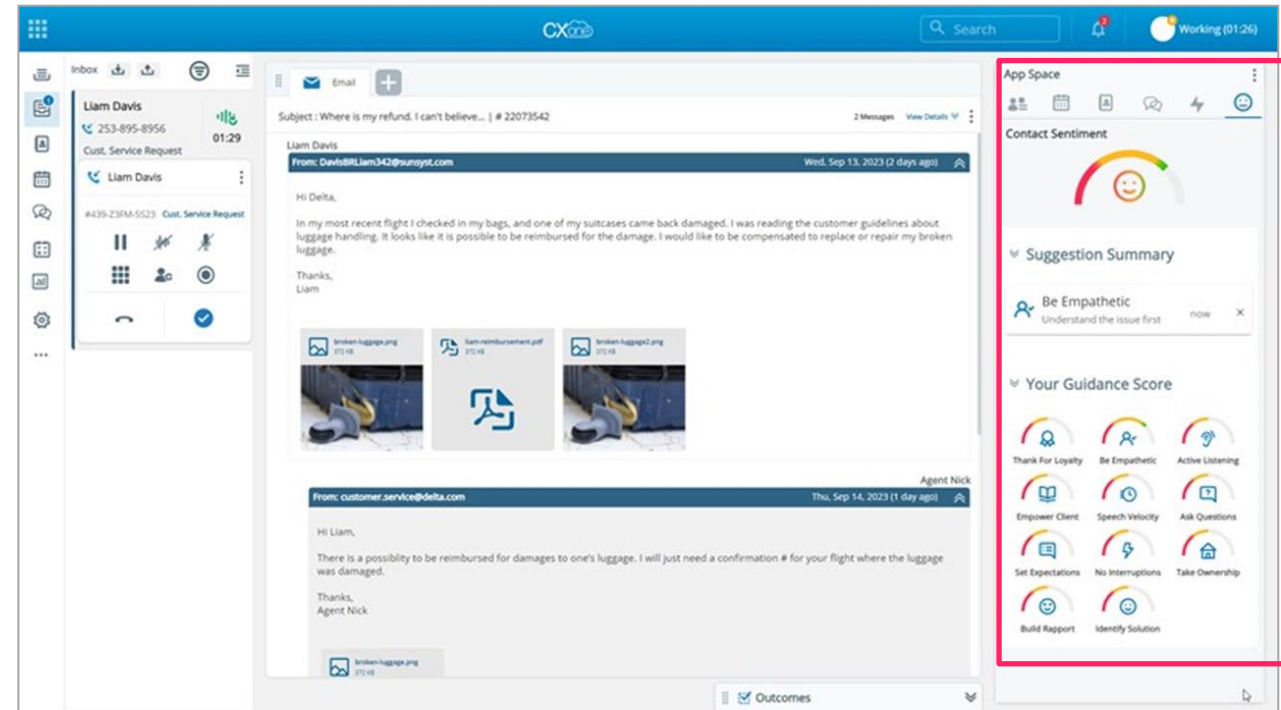 CXone
Search
2
Working (01:26)
Inbox
1
Liam Davis
253-895-8956
01:29
Cust. Service Request
Liam Davis
#439-Z3FM-5523 Cust. Service Request
Email
Subject : Where is my refund. I can't believe... | # 22073542
2 Messages View Details
Liam Davis
From: DavisBRLiam342@sunsyst.com Wed, Sep 13, 2023 (2 days ago)
Hi Delta,
In my most recent flight I checked in my bags, and one of my suitcases came back damaged. I was reading the customer guidelines about
luggage handling. It looks like it is possible to be reimbursed for the damage. I would like to be compensated to replace or repair my broken
luggage.
Thanks,
Liam
broken-luggage.png
372 KB
liam-reimbursement.pdf
372 KB
broken-luggage2.png
372 KB
Agent Nick
From: customer.service@delta.com Thu, Sep 14, 2023 (1 day ago)
Hi Liam,
There is a possiblity to be reimbursed for damages to one's luggage. I will just need a confirmation # for your flight where the luggage
was damaged.
Thanks,
Agent Nick
broken-luggage.png
372 KB
Outcomes
App Space
Contact Sentiment
Suggestion Summary
Be Empathetic
Understand the issue first
now
Your Guidance Score
Thank For Loyalty Be Empathetic Active Listening
Empower Client Speech Velocity Ask Questions
Set Expectations No Interruptions Take Ownership
Build Rapport Identify Solution